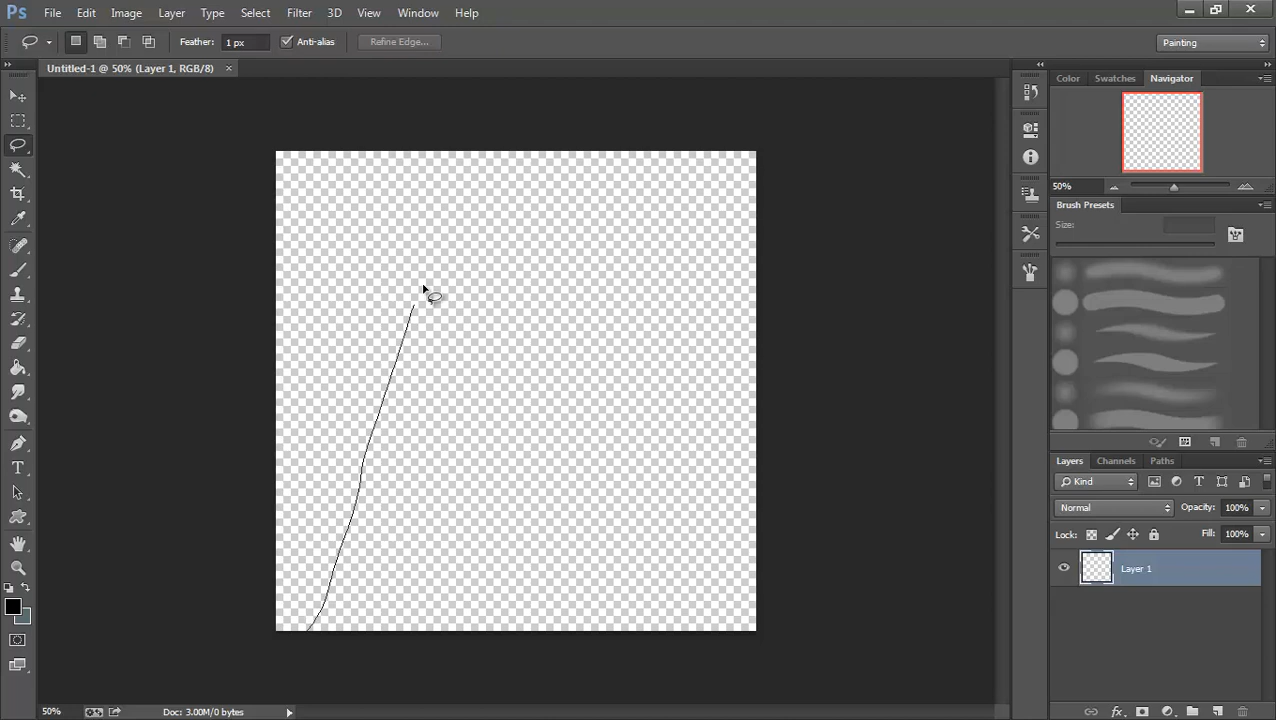 Ps File Edit Image Layer Type Select Filter 3D View Window Help
Feather: 1 px Anti-alias Refine Edge... Painting
Untitled-1 @ 50% (Layer 1, RGB/8) ×
Color Swatches Navigator
50%
Brush Presets
Size:
Layers Channels Paths
Kind
Normal Opacity: 100%
Lock: Fill: 100%
Layer 1
50% Doc: 3.00M/0 bytes